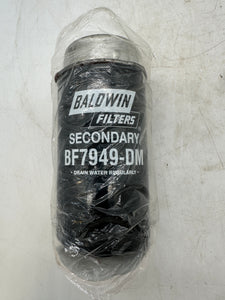 BALDWIN
FILTERS
SECONDARY
BF7949-DM
• DRAIN WATER REGULARLY •